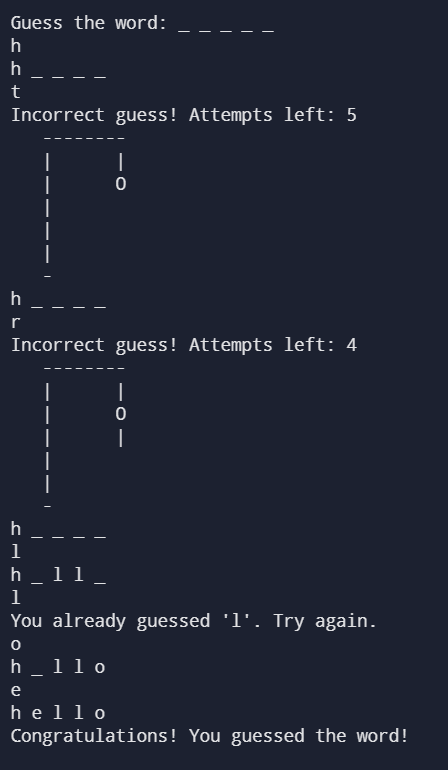 Guess the word: _ _ _ _ _
h
h _ _ _ _
t
Incorrect guess! Attempts left: 5
   --------
   |      |
   |      O
   |
   |
   |
   -
h _ _ _ _
r
Incorrect guess! Attempts left: 4
   --------
   |      |
   |      O
   |      |
   |
   |
   -
h _ _ _ _
l
h _ l l _
l
You already guessed 'l'. Try again.
o
h _ l l o
e
h e l l o
Congratulations! You guessed the word!